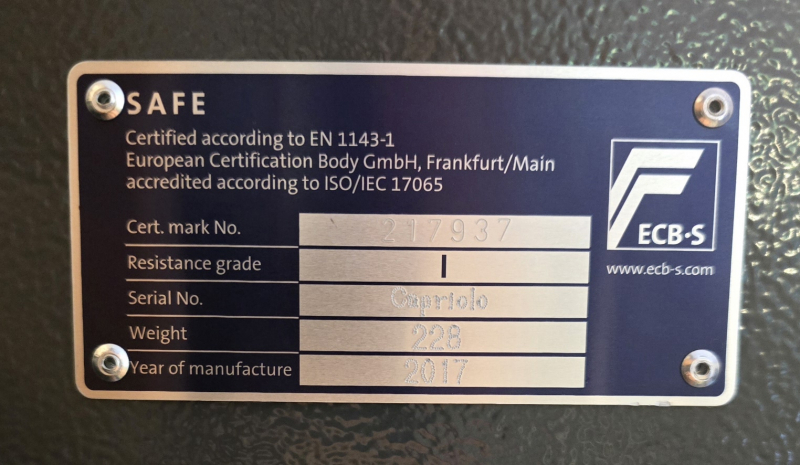 SAFE
Certified according to EN 1143-1
European Certification Body GmbH, Frankfurt/Main
accredited according to ISO/IEC 17065
Cert. mark No. 217937
Resistance grade I
Serial No. Capriolo
Weight 228
Year of manufacture 2017
ECB·S
www.ecb-s.com